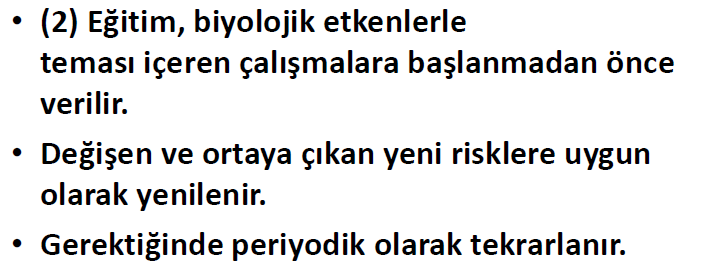 • (2) Eğitim, biyolojik etkenlerle
teması içeren çalışmalara başlanmadan önce
verilir.
• Değişen ve ortaya çıkan yeni risklere uygun
olarak yenilenir.
• Gerektiğinde periyodik olarak tekrarlanır.